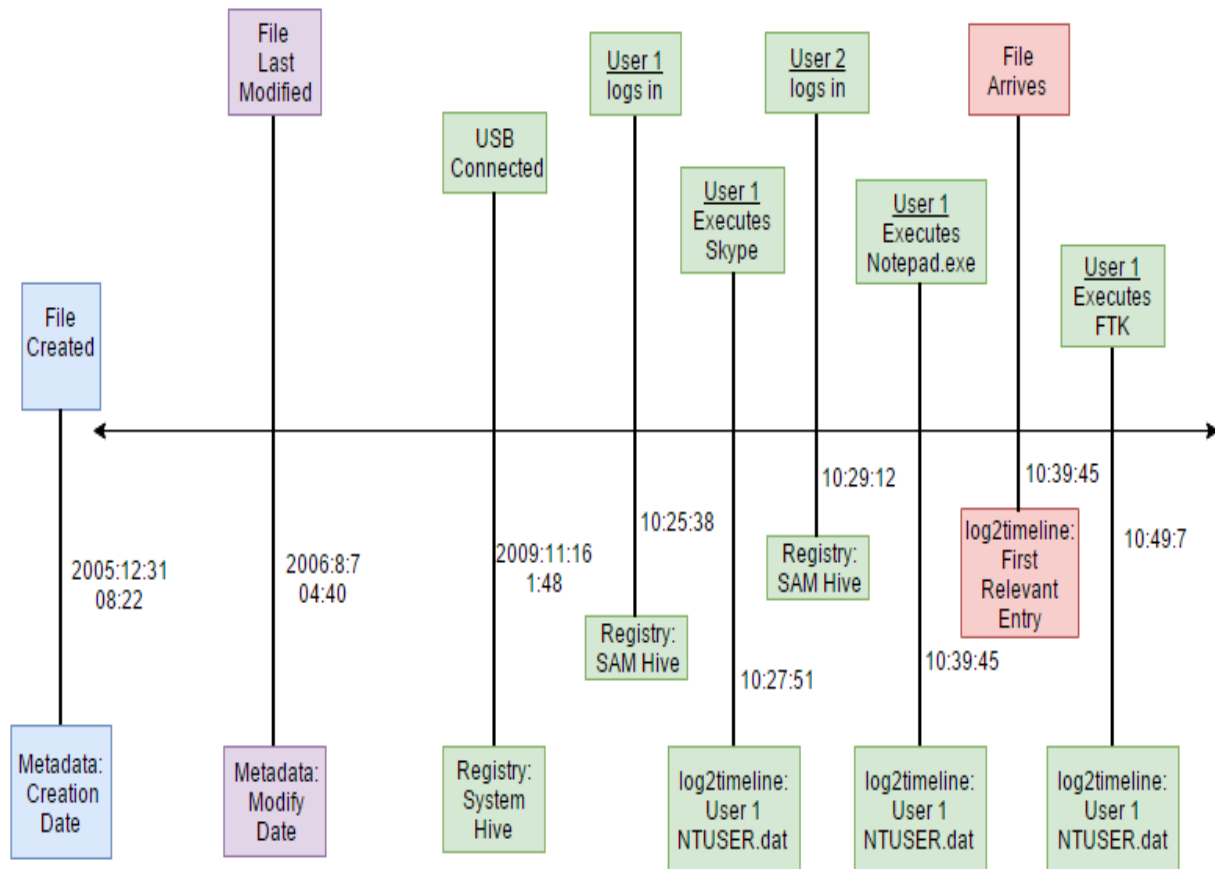 File
Last
Modified
User 1
logs in
User 2
logs in
File
Arrives
USB
Connected
User 1
Executes
Skype
User 1
Executes
Notepad.exe
User 1
Executes
FTK
File
Created
2005:12:31
08:22
2006:8:7
04:40
2009:11:16
1:48
10:25:38
10:27:51
10:29:12
10:39:45
10:39:45
10:49:7
Registry:
SAM Hive
Registry:
SAM Hive
log2timeline:
First
Relevant
Entry
Metadata:
Creation
Date
Metadata:
Modify
Date
Registry:
System
Hive
log2timeline:
User 1
NTUSER.dat
log2timeline:
User 1
NTUSER.dat
log2timeline:
User 1
NTUSER.dat